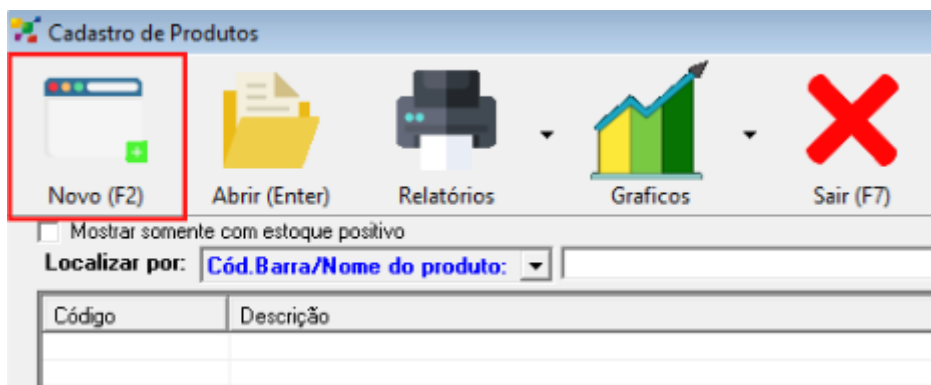 Cadastro de Produtos
Novo (F2) Abrir (Enter) Relatórios Graficos Sair (F7)
Mostrar somente com estoque positivo
Localizar por: Cód.Barra/Nome do produto:
Código Descrição